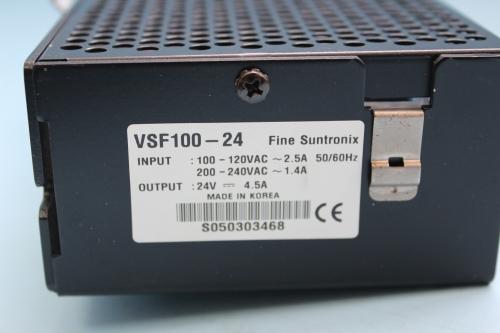 VSF100-24 Fine Suntronix
INPUT : 100-120VAC ~ 2.5A 50/60Hz
200-240VAC ~ 1.4A
OUTPUT : 24V ⎓ 4.5A
MADE IN KOREA
S050303468 CE